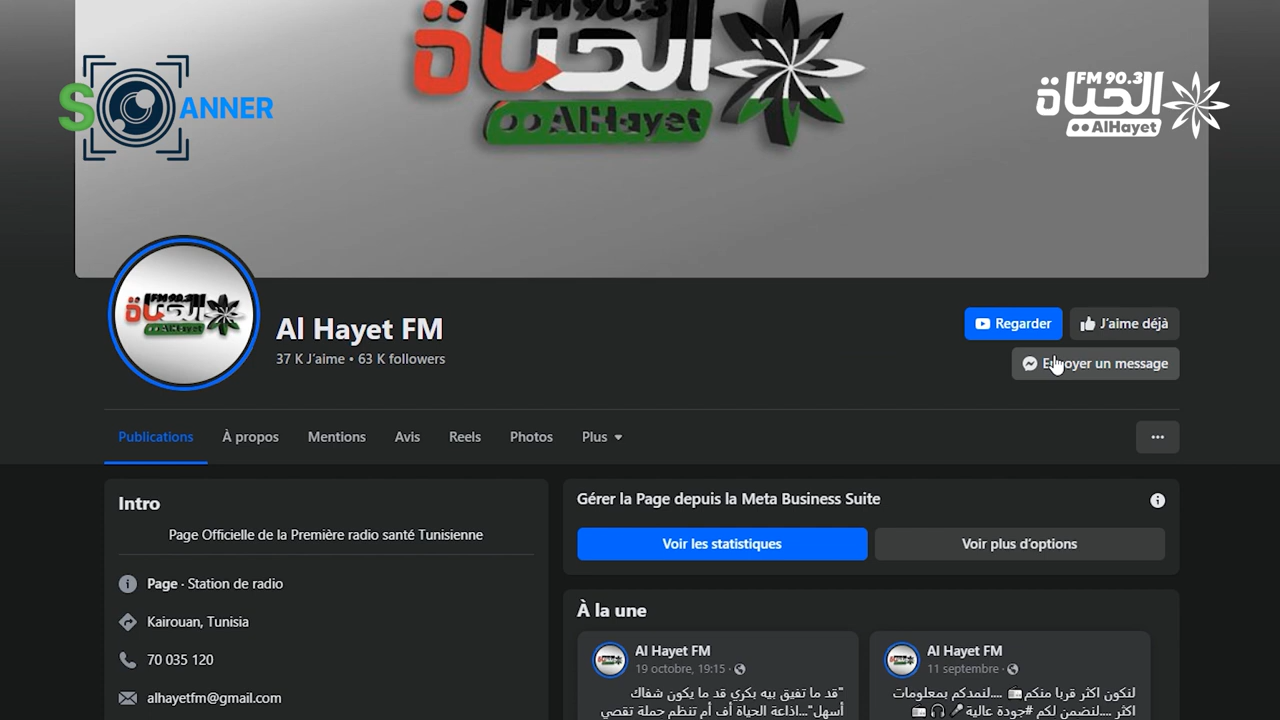 FM 90.3
الحياة
AlHayet
SCANNER
FM 90.3
الحياة
AlHayet
FM 90.3
الحياة
AlHayet
Al Hayet FM
37 K J'aime • 63 K followers
Regarder
J'aime déjà
Envoyer un message
Publications
À propos
Mentions
Avis
Reels
Photos
Plus
Intro
Page Officielle de la Première radio santé Tunisienne
Page · Station de radio
Kairouan, Tunisia
70 035 120
alhayetfm@gmail.com
Gérer la Page depuis la Meta Business Suite
Voir les statistiques
Voir plus d'options
À la une
Al Hayet FM
19 octobre, 19:15 ·
"قد ما تفيق بيه بكري قد ما يكون شفاك
أسهل"...اذاعة الحياة أف أم تنظم حملة تقصي
Al Hayet FM
11 septembre ·
لنكون اكثر قربا منكم📻 ....لنمدكم بمعلومات
اكثر ....لنضمن لكم #جودة عالية🎤🎧📻